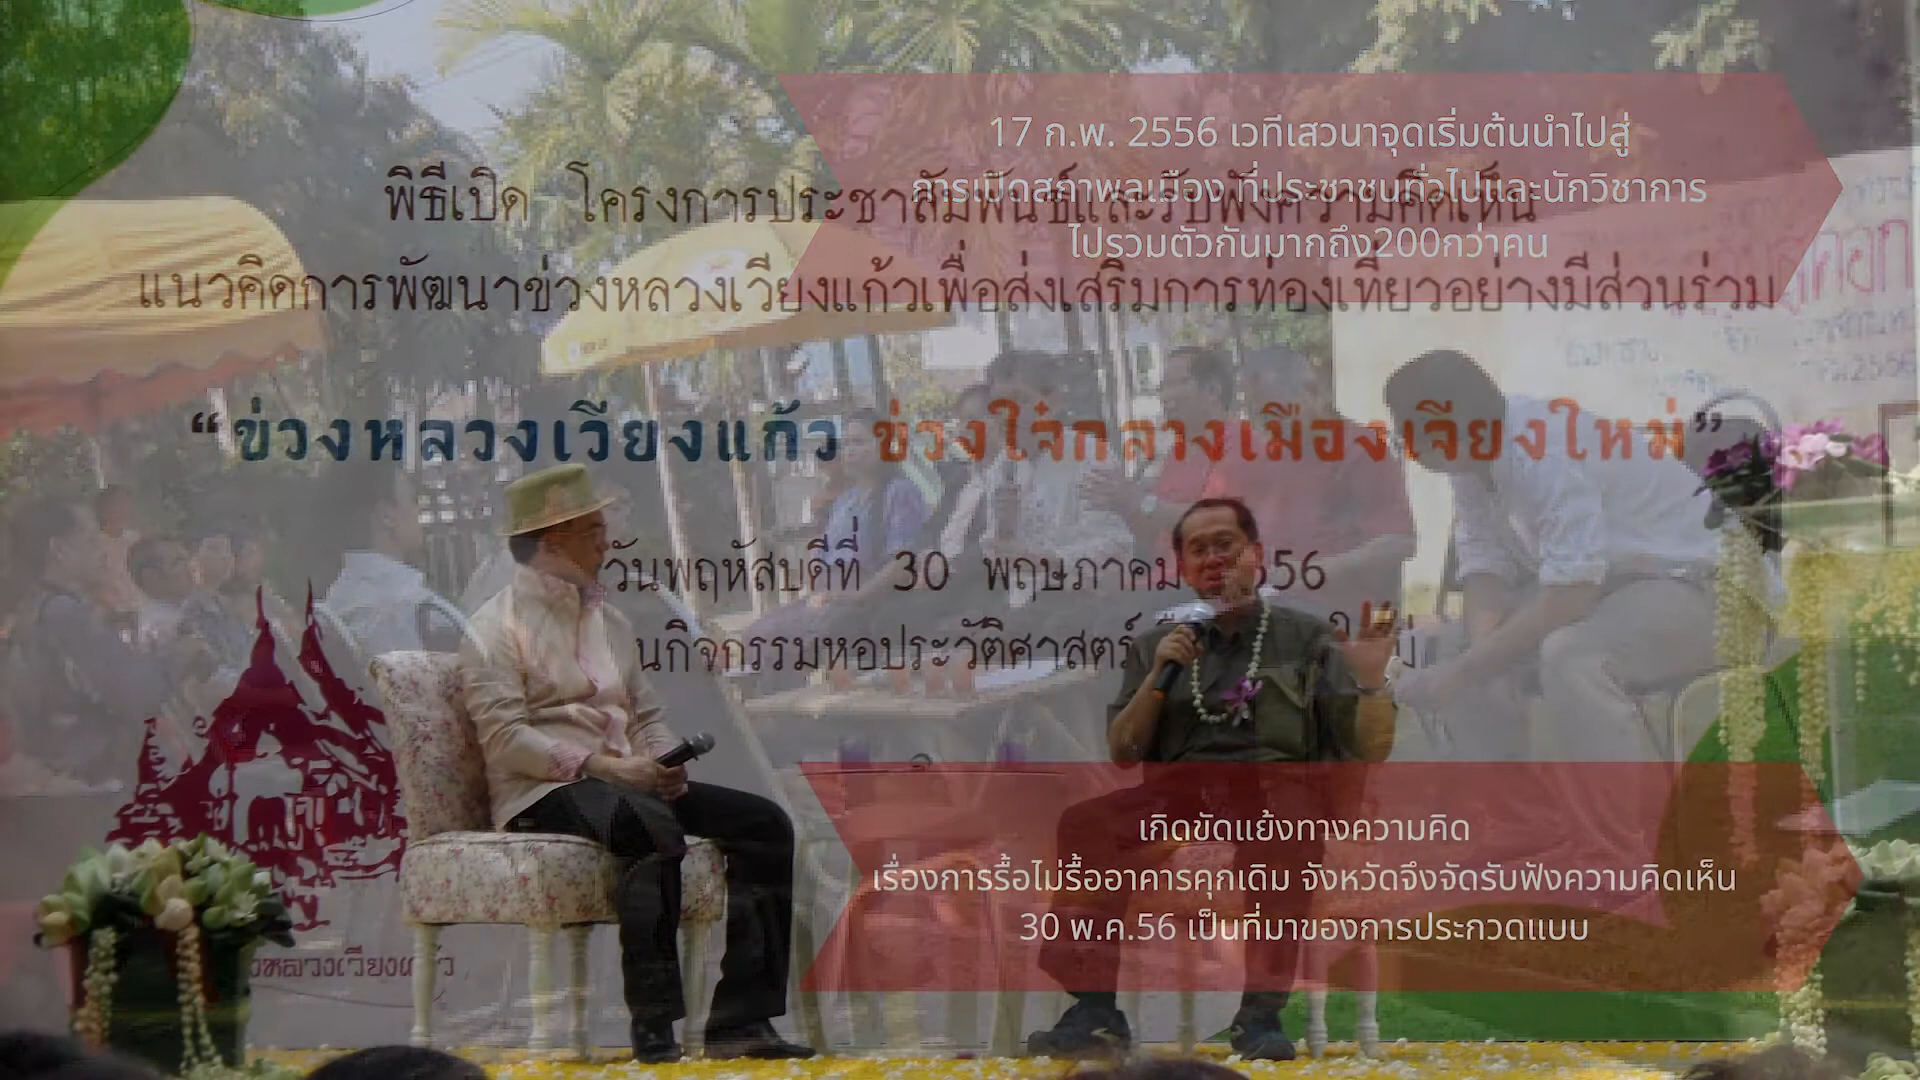 17 ก.พ. 2556 เวทีเสวนาจุดเริ่มต้นนำไปสู่
การเปิดสภาพลเมือง ที่ประชาชนทั่วไปและนักวิชาการ
ไปรวมตัวกันมากถึง200กว่าคน
พิธีเปิด โครงการประชาสัมพันธ์และรับฟังความคิดเห็น
แนวคิดการพัฒนาข่วงหลวงเวียงแก้วเพื่อส่งเสริมการท่องเที่ยวอย่างมีส่วนร่วม
“ข่วงหลวงเวียงแก้ว ข่วงใจ๋กลางเมืองเจียงใหม่”
วันพฤหัสบดีที่ 30 พฤษภาคม 556
นกิจกรรมหอประวัติศาสตร์
เกิดขัดแย้งทางความคิด
เรื่องการรื้อไม่รื้ออาคารคุกเดิม จังหวัดจึงจัดรับฟังความคิดเห็น
30 พ.ค.56 เป็นที่มาของการประกวดแบบ
งหลวงเวียงแก้ว